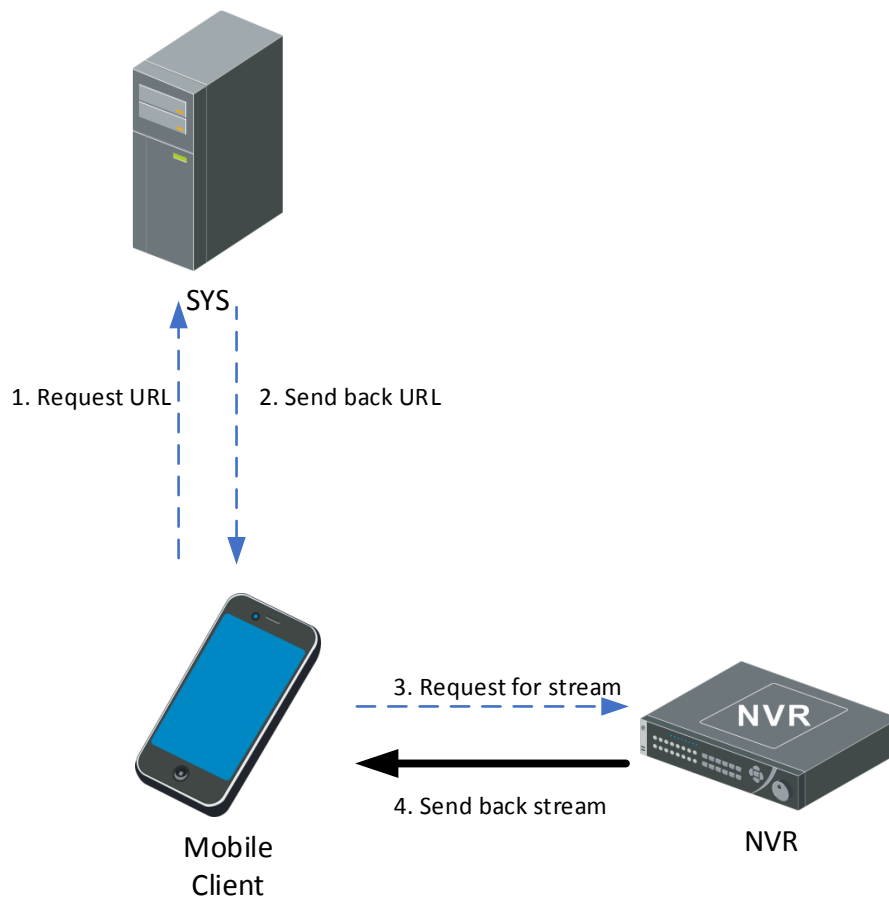 SYS
1. Request URL
2. Send back URL
3. Request for stream
NVR
4. Send back stream
Mobile
Client
NVR